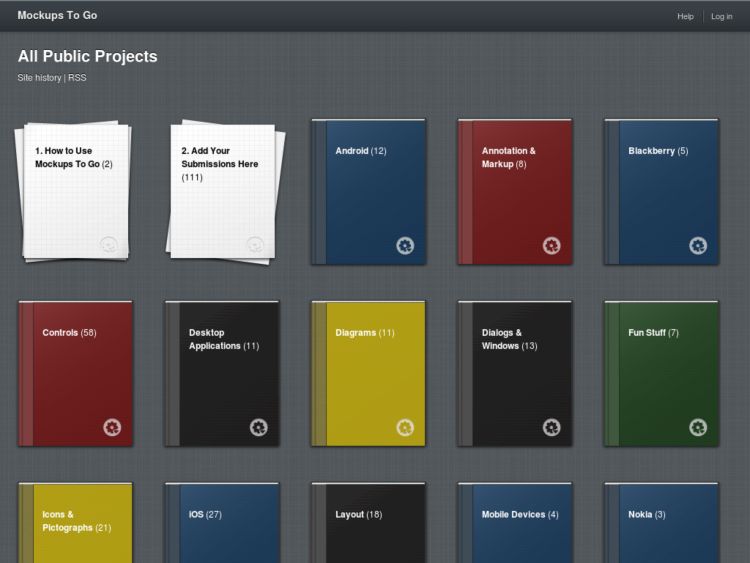 Mockups To Go
Help
Log in
All Public Projects
Site history | RSS
1. How to Use
Mockups To Go (2)
2. Add Your
Submissions Here
(111)
Android (12)
Annotation &
Markup (8)
Blackberry (5)
Controls (58)
Desktop
Applications (11)
Diagrams (11)
Dialogs &
Windows (13)
Fun Stuff (7)
Icons &
Pictographs (21)
iOS (27)
Layout (18)
Mobile Devices (4)
Nokia (3)